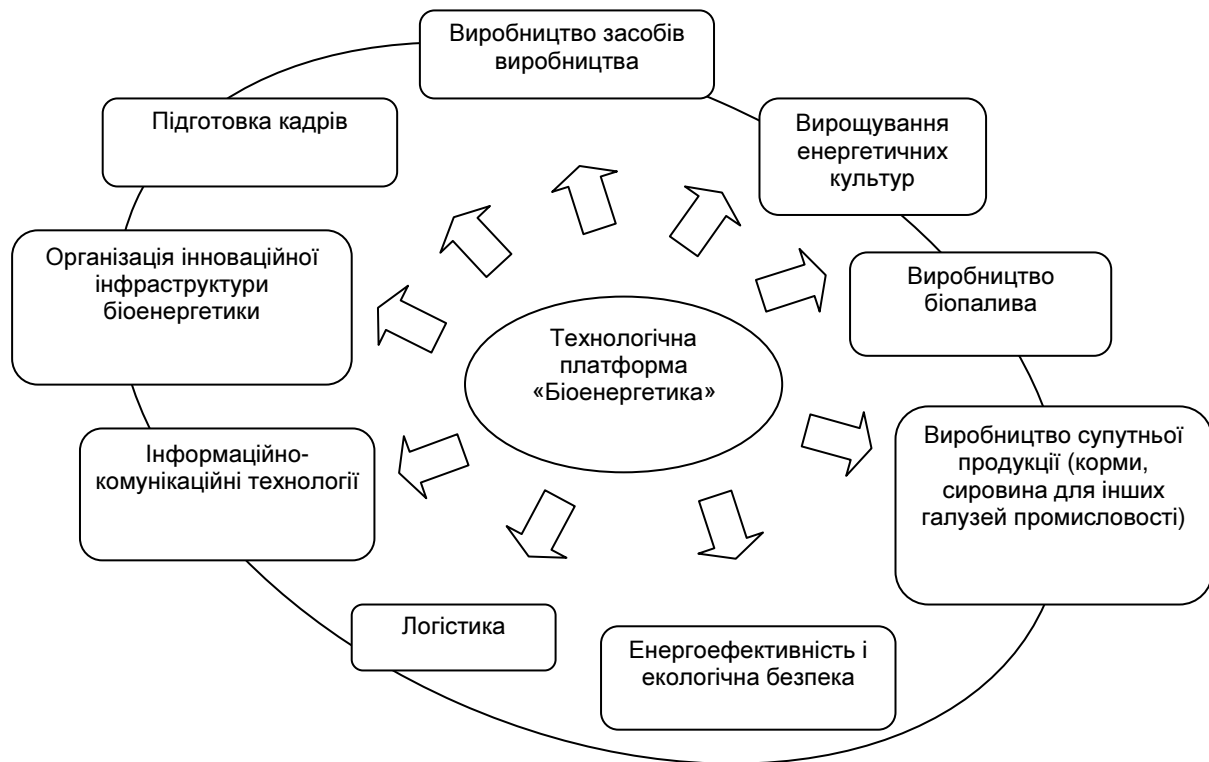 Виробництво засобів
виробництва
Підготовка кадрів
Вирощування
енергетичних
культур
Організація інноваційної
інфраструктури
біоенергетики
Виробництво
біопалива
Технологічна
платформа
«Біоенергетика»
Інформаційно-
комунікаційні технології
Виробництво супутньої
продукції (корми,
сировина для інших
галузей промисловості)
Логістика
Енергоефективність і
екологічна безпека